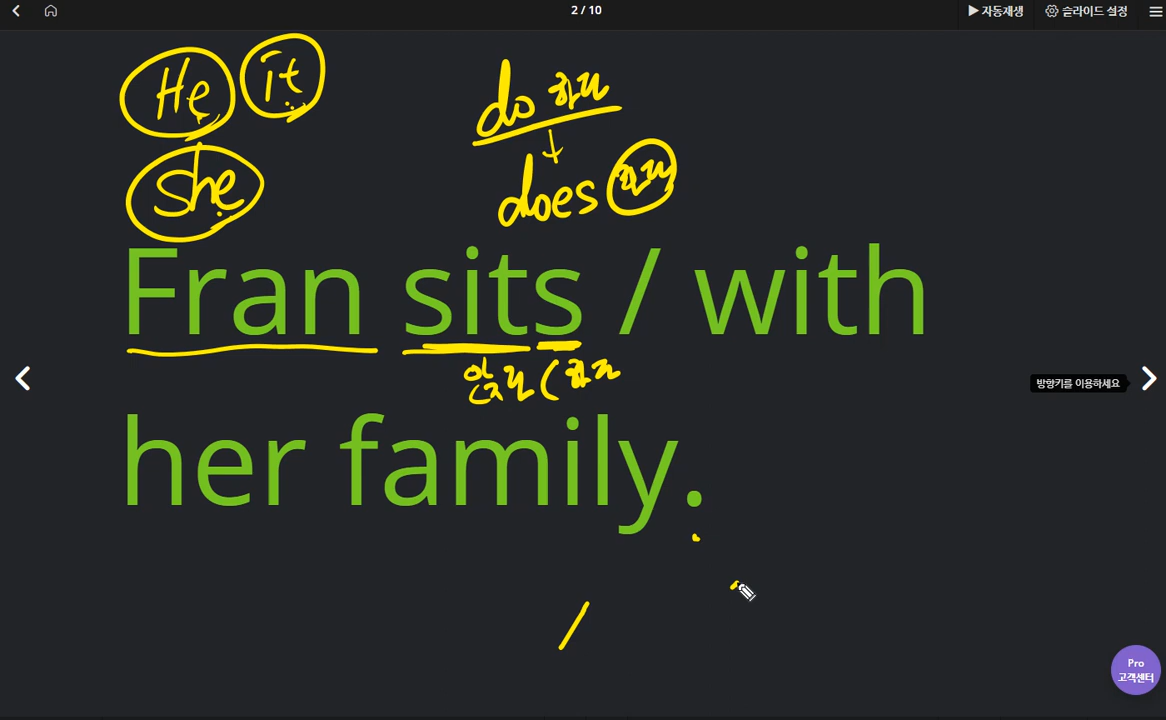 2 / 10
자동재생
슬라이드 설정
He it
do 하다
she
does 하다
Fran sits / with
앉다 (하다
방향키를 이용하세요
her family.
/
Pro
고객센터